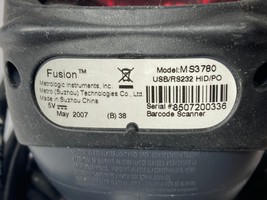 Fusion™
Model:MS3780
Metrologic Instruments, Inc.
USB/RS232 HID/PO
Metro (Suzhou) Technologies Co., Ltd.
Made in Suzhou China
5V
S/N 8507200336
May 2007 (B) 38
Barcode Scanner